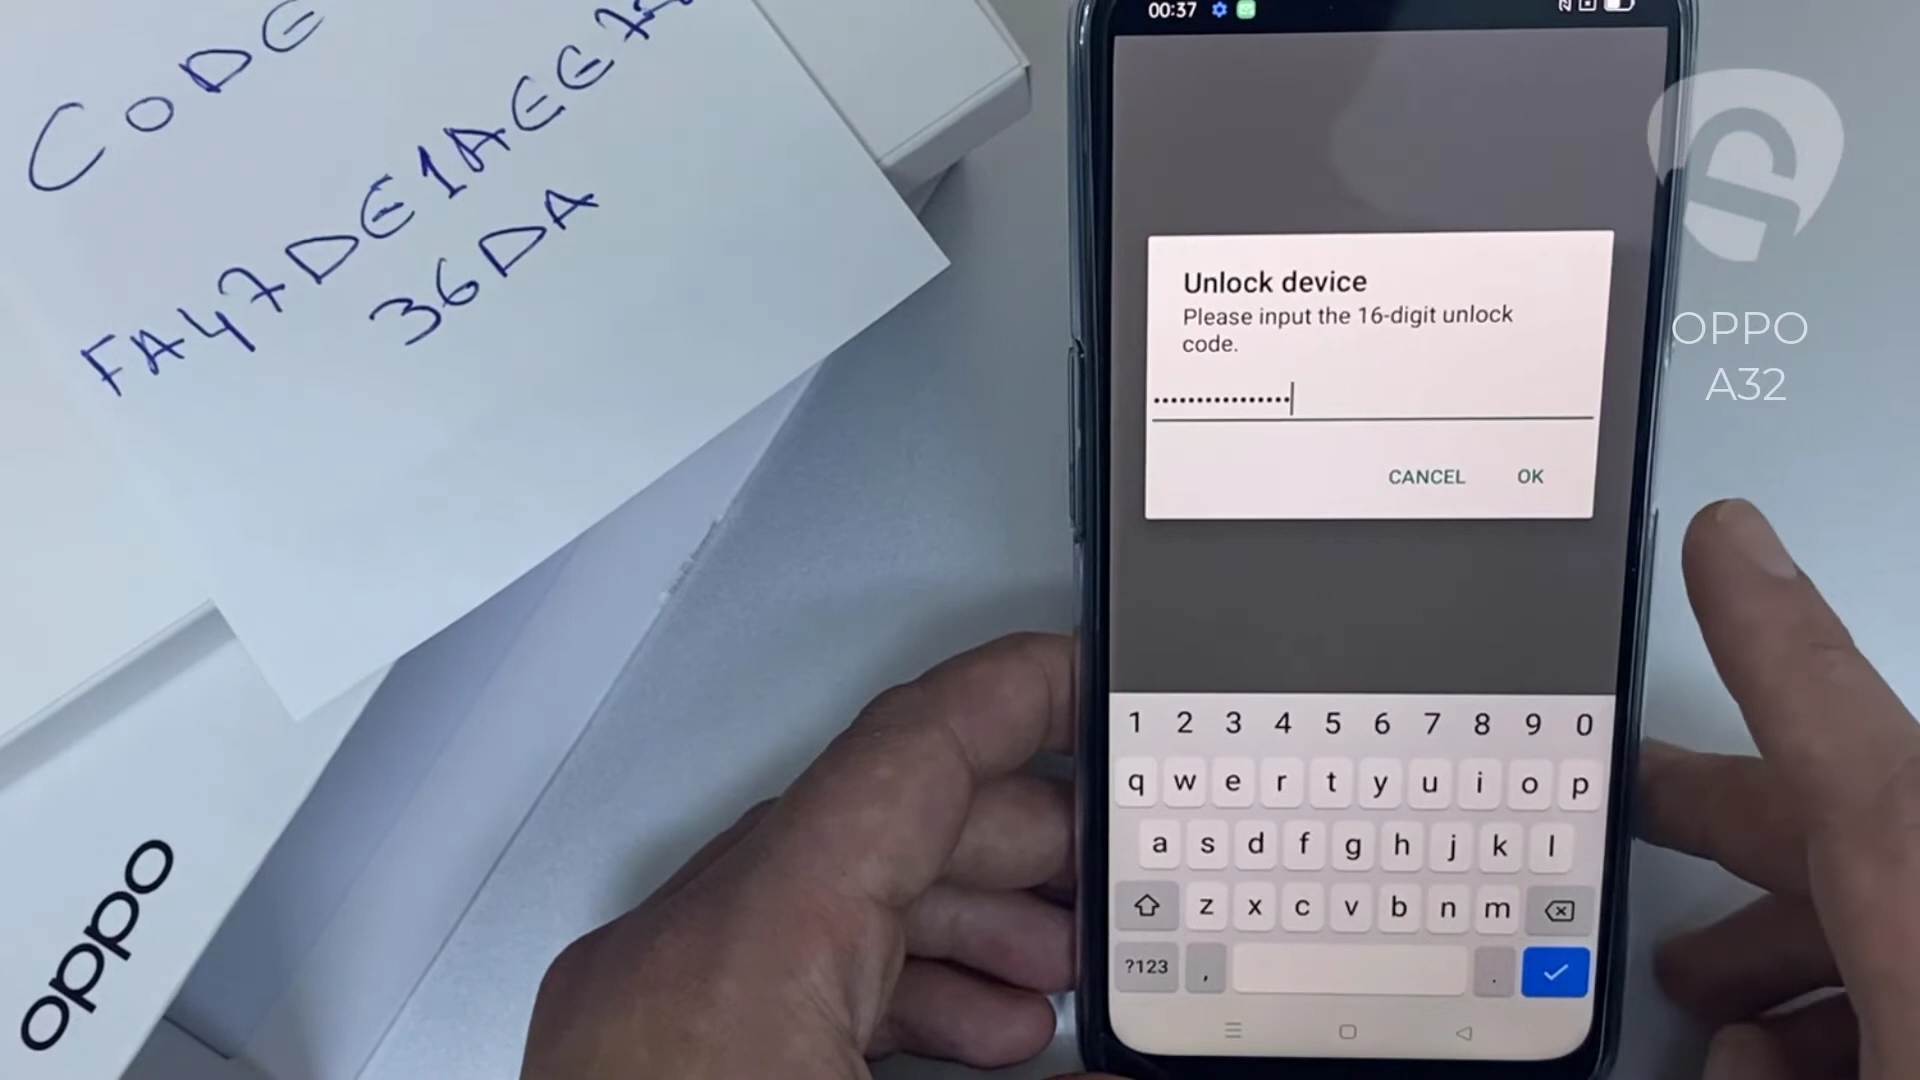 CODE
FA47DE1AEE7
36DA
oppo
00:37
Unlock device
Please input the 16-digit unlock
code.
................
CANCEL OK
1 2 3 4 5 6 7 8 9 0
q w e r t y u i o p
a s d f g h j k l
z x c v b n m
?123 , .
OPPO
A32